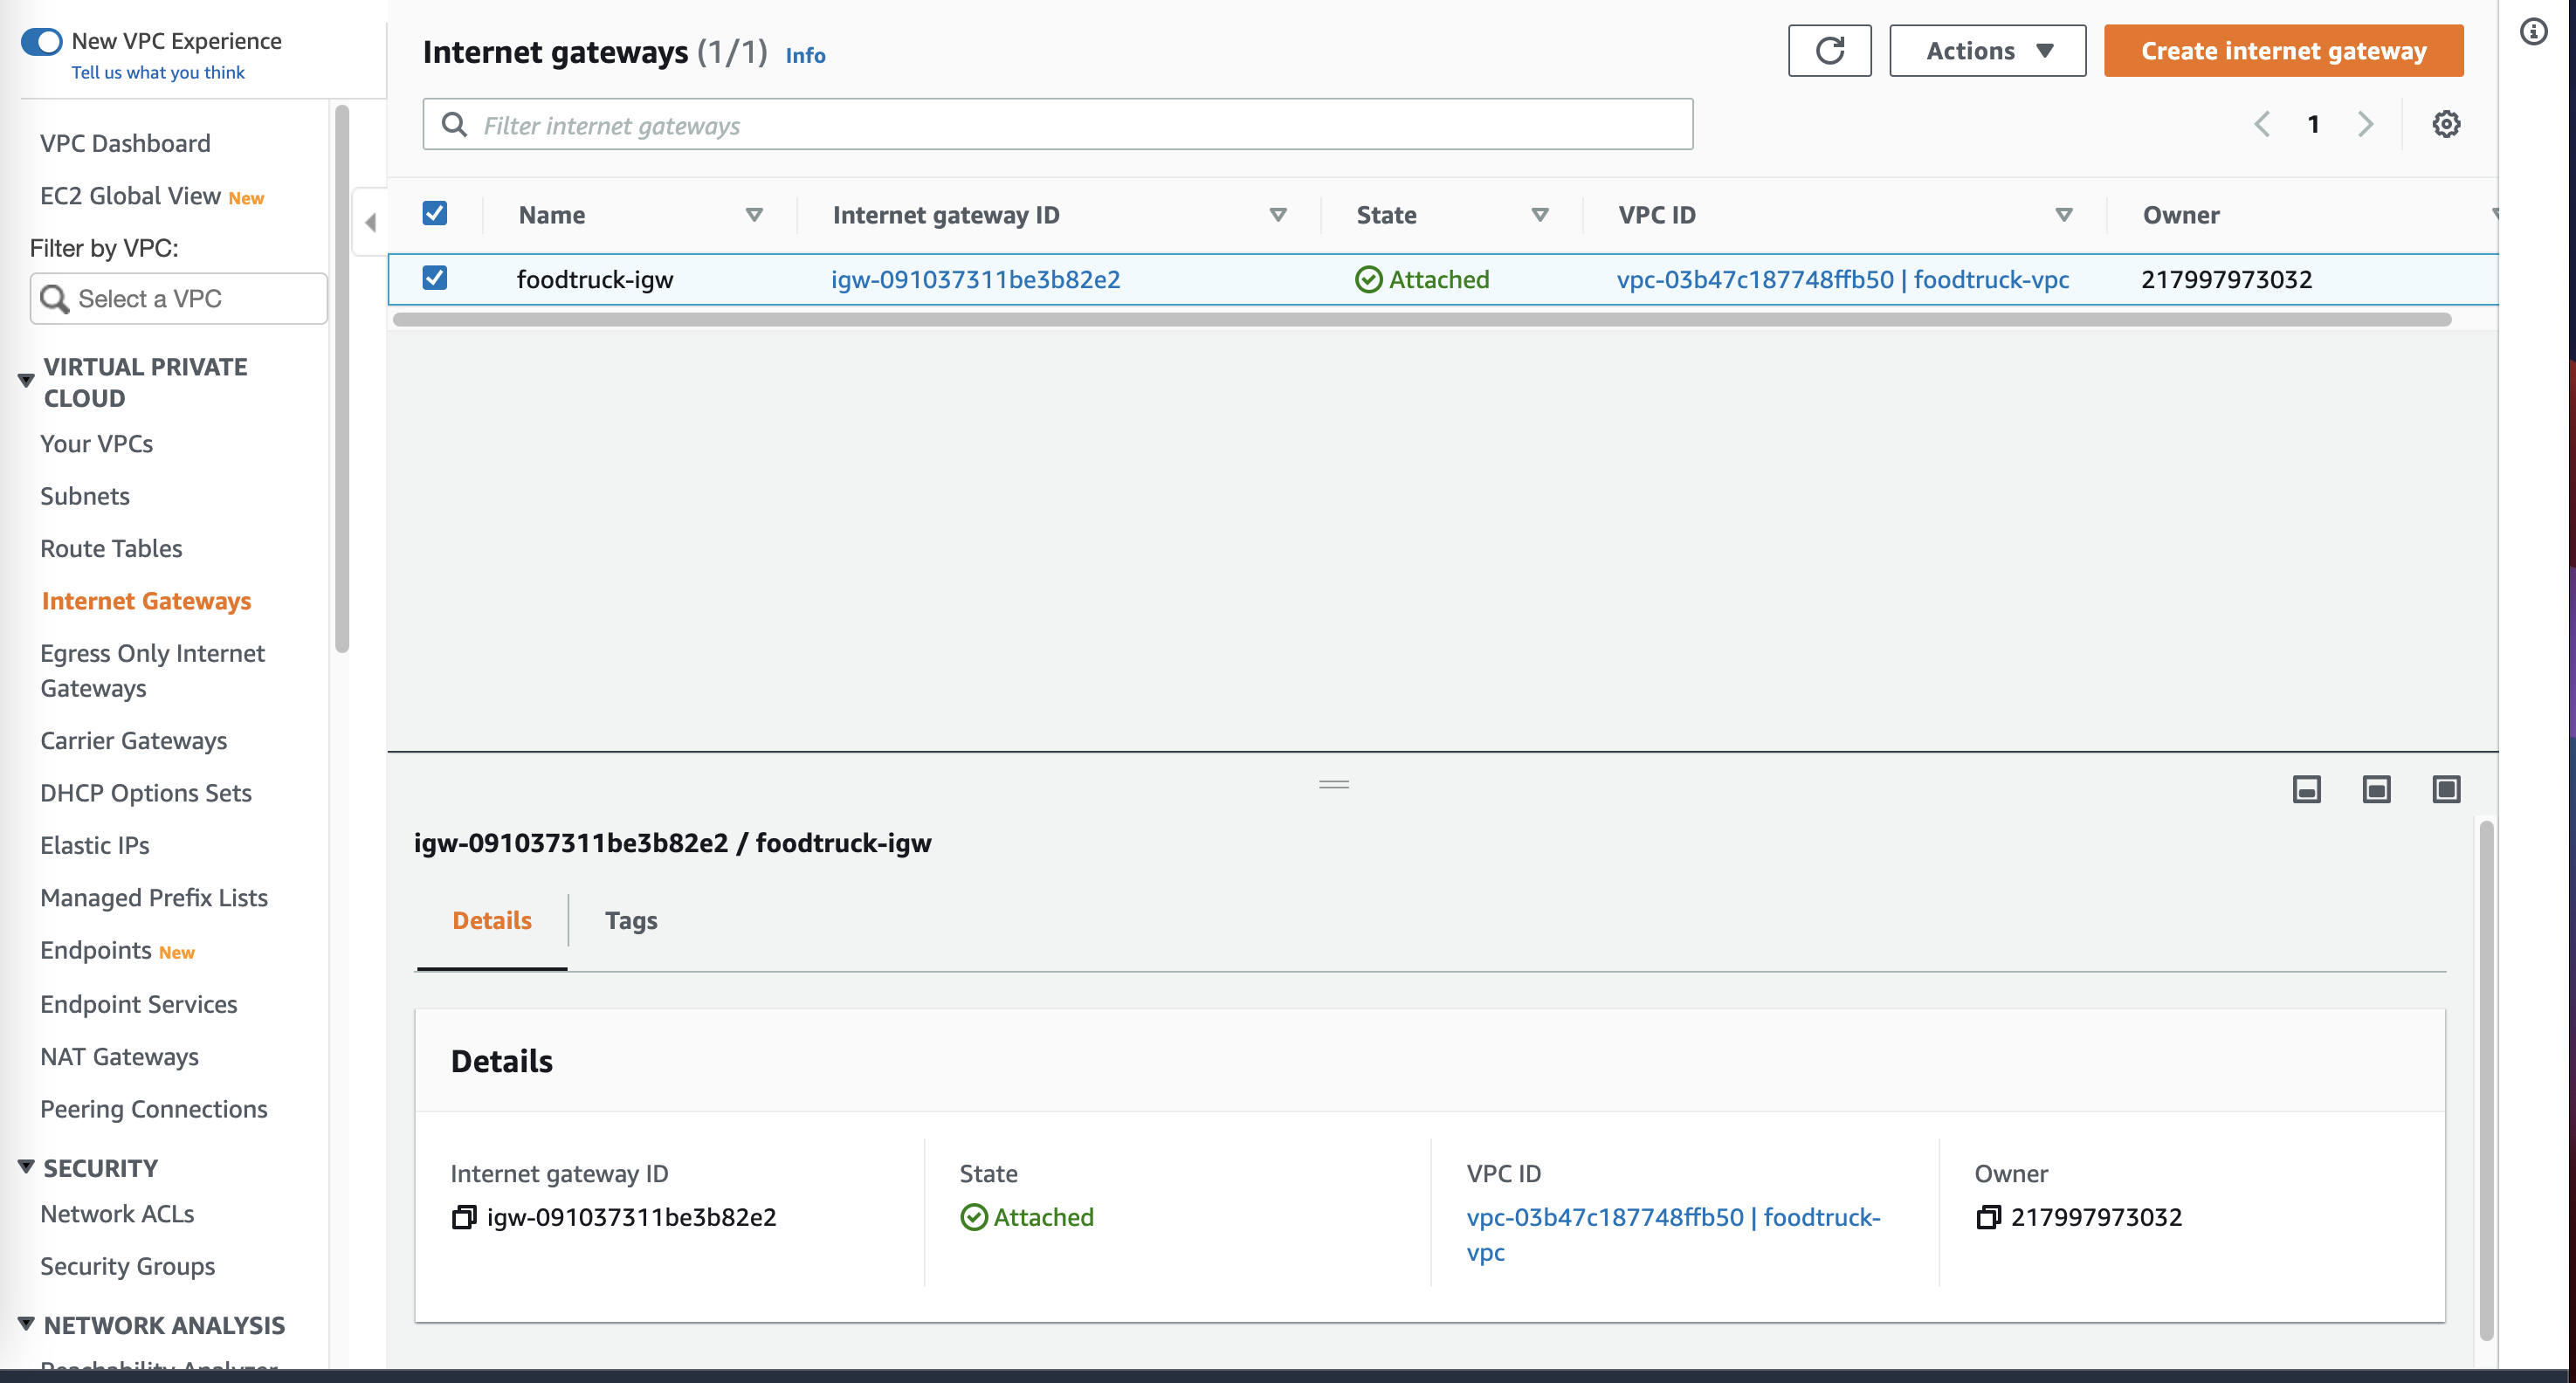 New VPC Experience
Tell us what you think
VPC Dashboard
EC2 Global View New
Filter by VPC:
Select a VPC
VIRTUAL PRIVATE
CLOUD
Your VPCs
Subnets
Route Tables
Internet Gateways
Egress Only Internet
Gateways
Carrier Gateways
DHCP Options Sets
Elastic IPs
Managed Prefix Lists
Endpoints New
Endpoint Services
NAT Gateways
Peering Connections
SECURITY
Network ACLs
Security Groups
NETWORK ANALYSIS
Reachability Analyzer
Internet gateways (1/1) Info
Actions
Create internet gateway
Filter internet gateways
1
Name Internet gateway ID State VPC ID Owner
foodtruck-igw igw-091037311be3b82e2 Attached vpc-03b47c187748ffb50 | foodtruck-vpc 217997973032
igw-091037311be3b82e2 / foodtruck-igw
Details Tags
Details
Internet gateway ID
igw-091037311be3b82e2
State
Attached
VPC ID
vpc-03b47c187748ffb50 | foodtruck-
vpc
Owner
217997973032